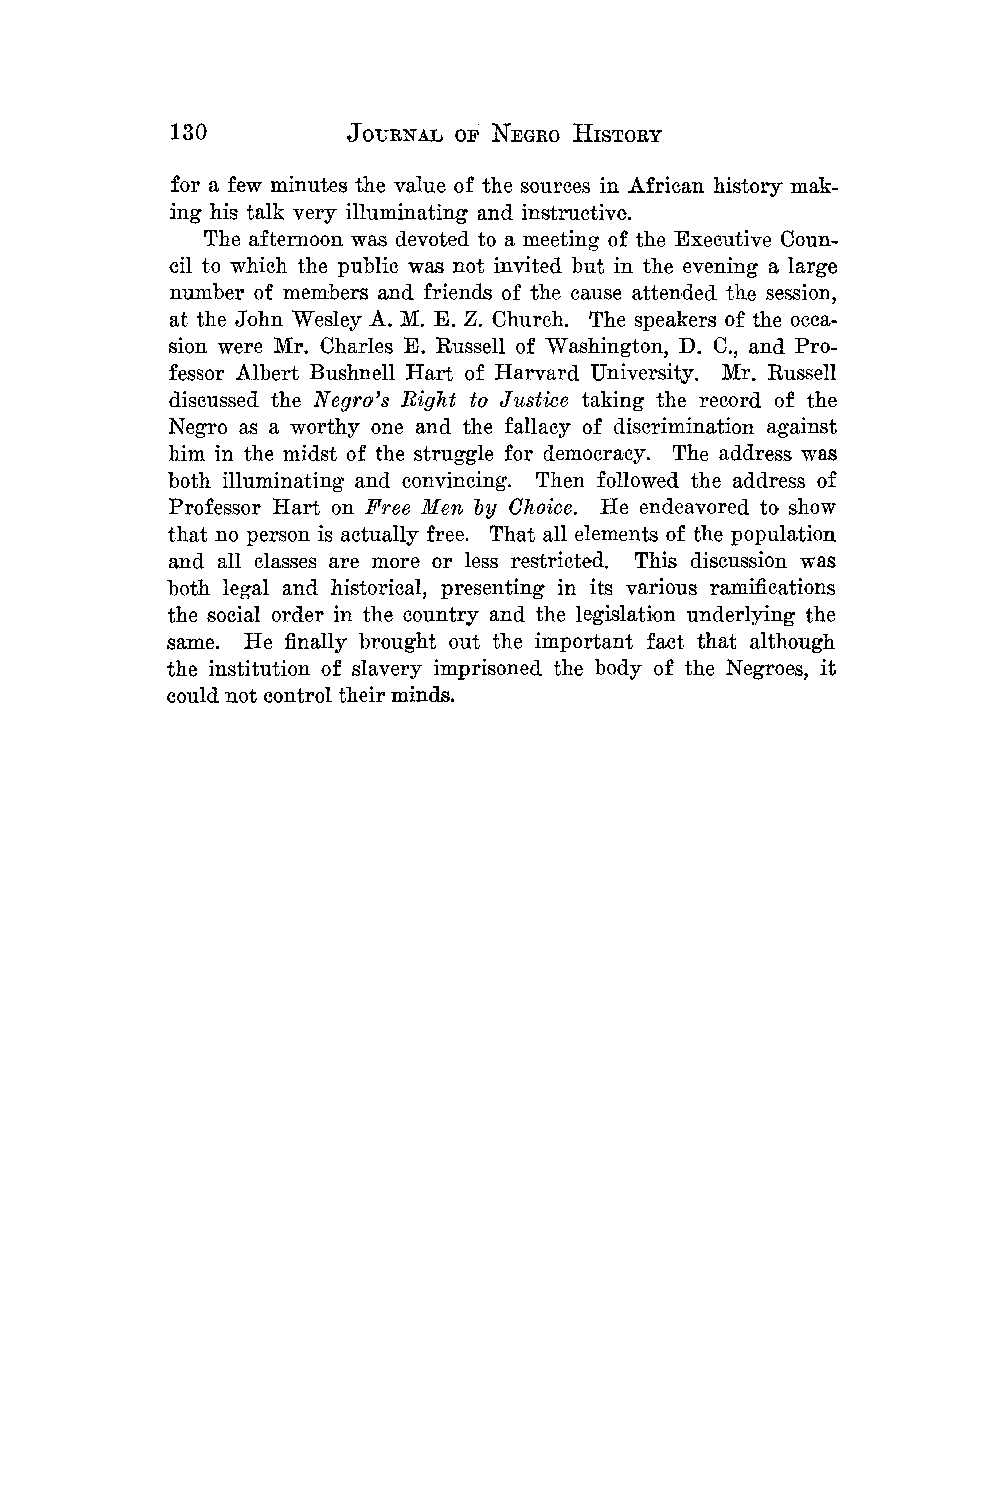 130 JOURNAL OF NEGRO HISTORY
for a few minutes the value of the sources in African history mak-
ing his talk very illuminating and instructive.
The afternoon was devoted to a meeting of the Executive Coun-
cil to which the public was not invited but in the evening a large
number of members and friends of the cause attended the session,
at the John Wesley A. M. E. Z. Church. The speakers of the occa-
sion were Mr. Charles E. Russell of Washington, D. C., and Pro-
fessor Albert Bushnell Hart of Harvard University. Mr. Russell
discussed the Negro's Right to Justice taking the record of the
Negro as a worthy one and the fallacy of discrimination against
him in the midst of the struggle for democracy. The address was
both illuminating and convincing. Then followed the address of
Professor Hart on Free Men by Choice. He endeavored to show
that no person is actually free. That all elements of the population
and all classes are more or less restricted. This discussion was
both legal and historical, presenting in its various ramifications
the social order in the country and the legislation underlying the
same. He finally brought out the important fact that although
the institution of slavery imprisoned the body of the Negroes, it
could not control their minds.